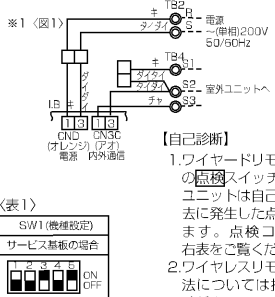 ※1 〈図1〉
TB2
キ
R
ダ/ダイ
S
電源
〜(単相)200V
50/60Hz
TB4
キ
S1
ダイダイ
S2
室外ユニットへ
チャ
S3
ダイダイ
I.B
キ
1 3
1 3
CND
CN3C
(オレンジ)
(アオ)
電源
内外通信
【自己診断】
1.ワイヤードリモ
の点検スイッチ
ユニットは自己
去に発生した点
ます。点検コ
右表をご覧くだ
2.ワイヤレスリモ
法については
〈表1〉
SW1(機種設定)
サービス基板の場合
1 2 3 4 5
ON
OFF